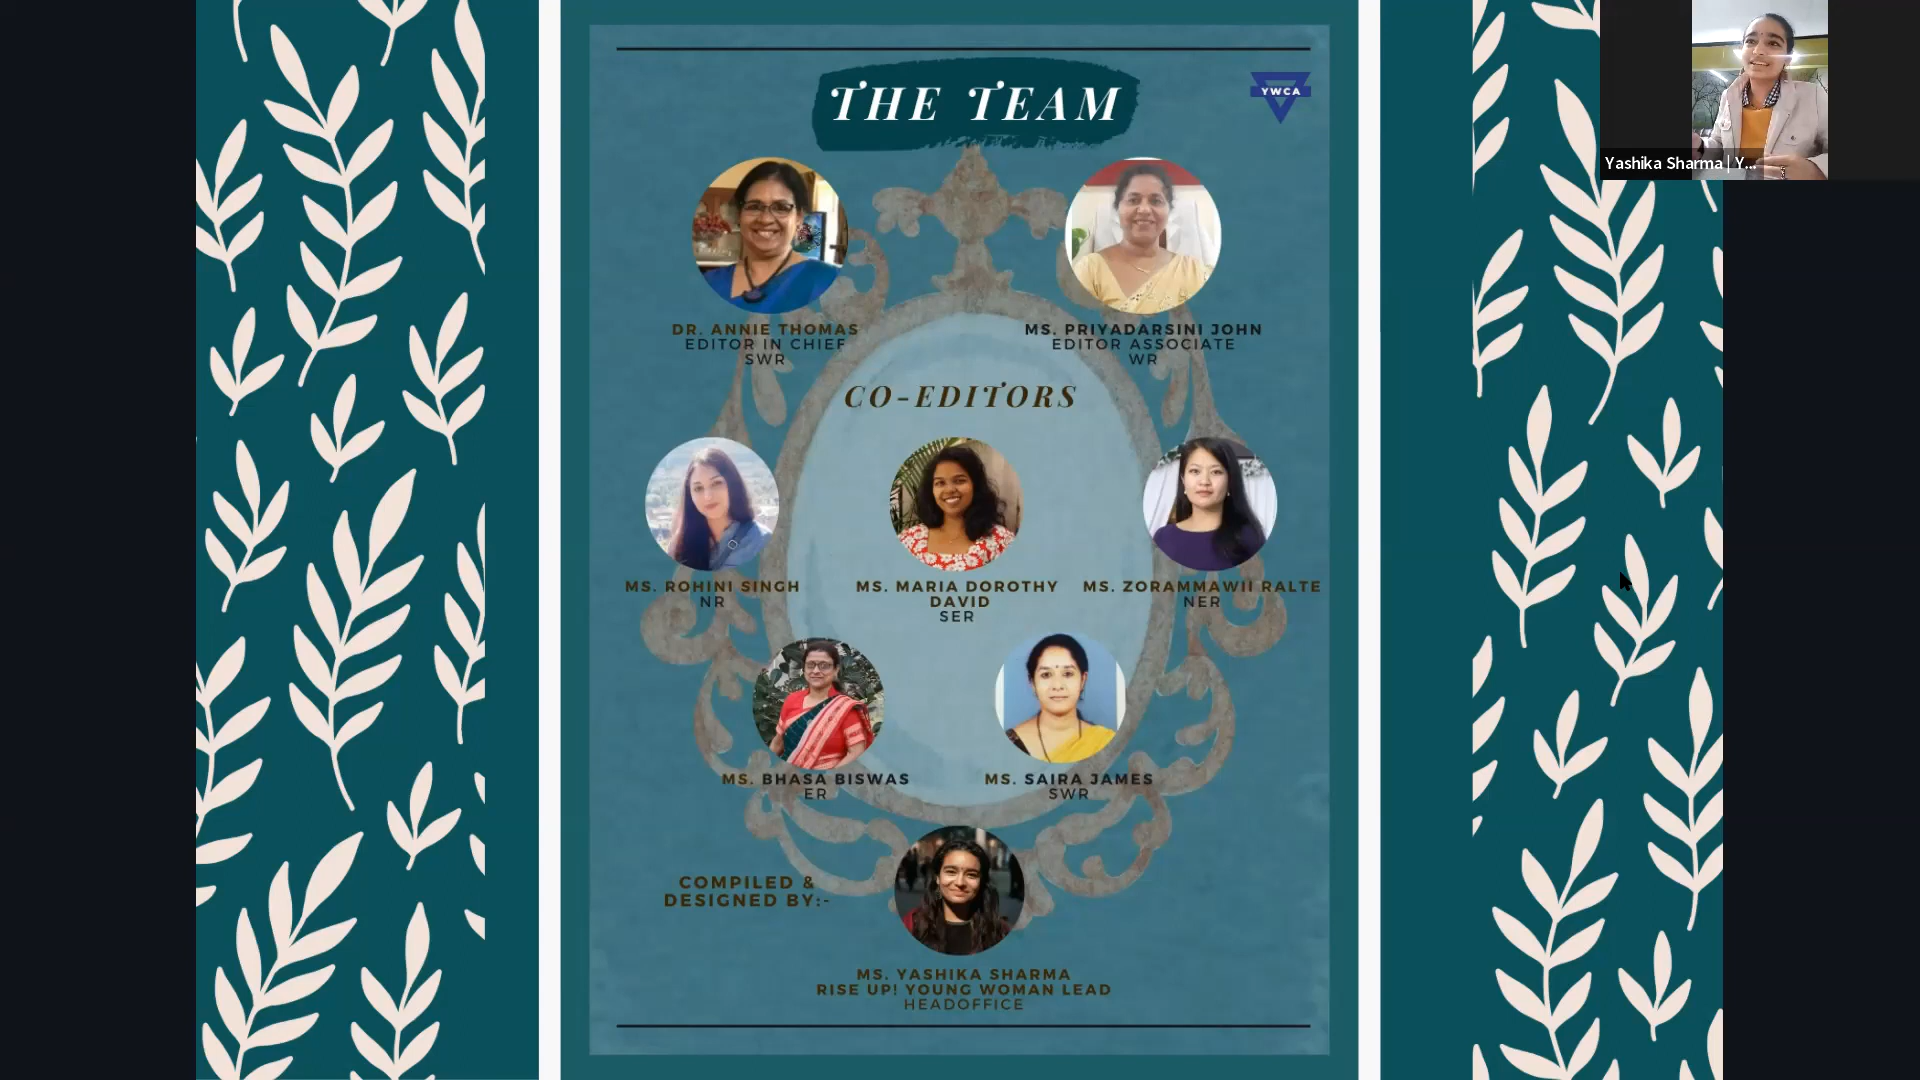 THE TEAM
YWCA
Yashika Sharma | Y...
DR. ANNIE THOMAS
EDITOR IN CHIEF
SWR
MS. PRIYADARSINI JOHN
EDITOR ASSOCIATE
WR
CO-EDITORS
MS. ROHINI SINGH
NR
MS. MARIA DOROTHY
DAVID
SER
MS. ZORAMMAWII RALTE
NER
MS. BHASA BISWAS
ER
MS. SAIRA JAMES
SWR
COMPILED &
DESIGNED BY:-
MS. YASHIKA SHARMA
RISE UP! YOUNG WOMAN LEAD
HEADOFFICE